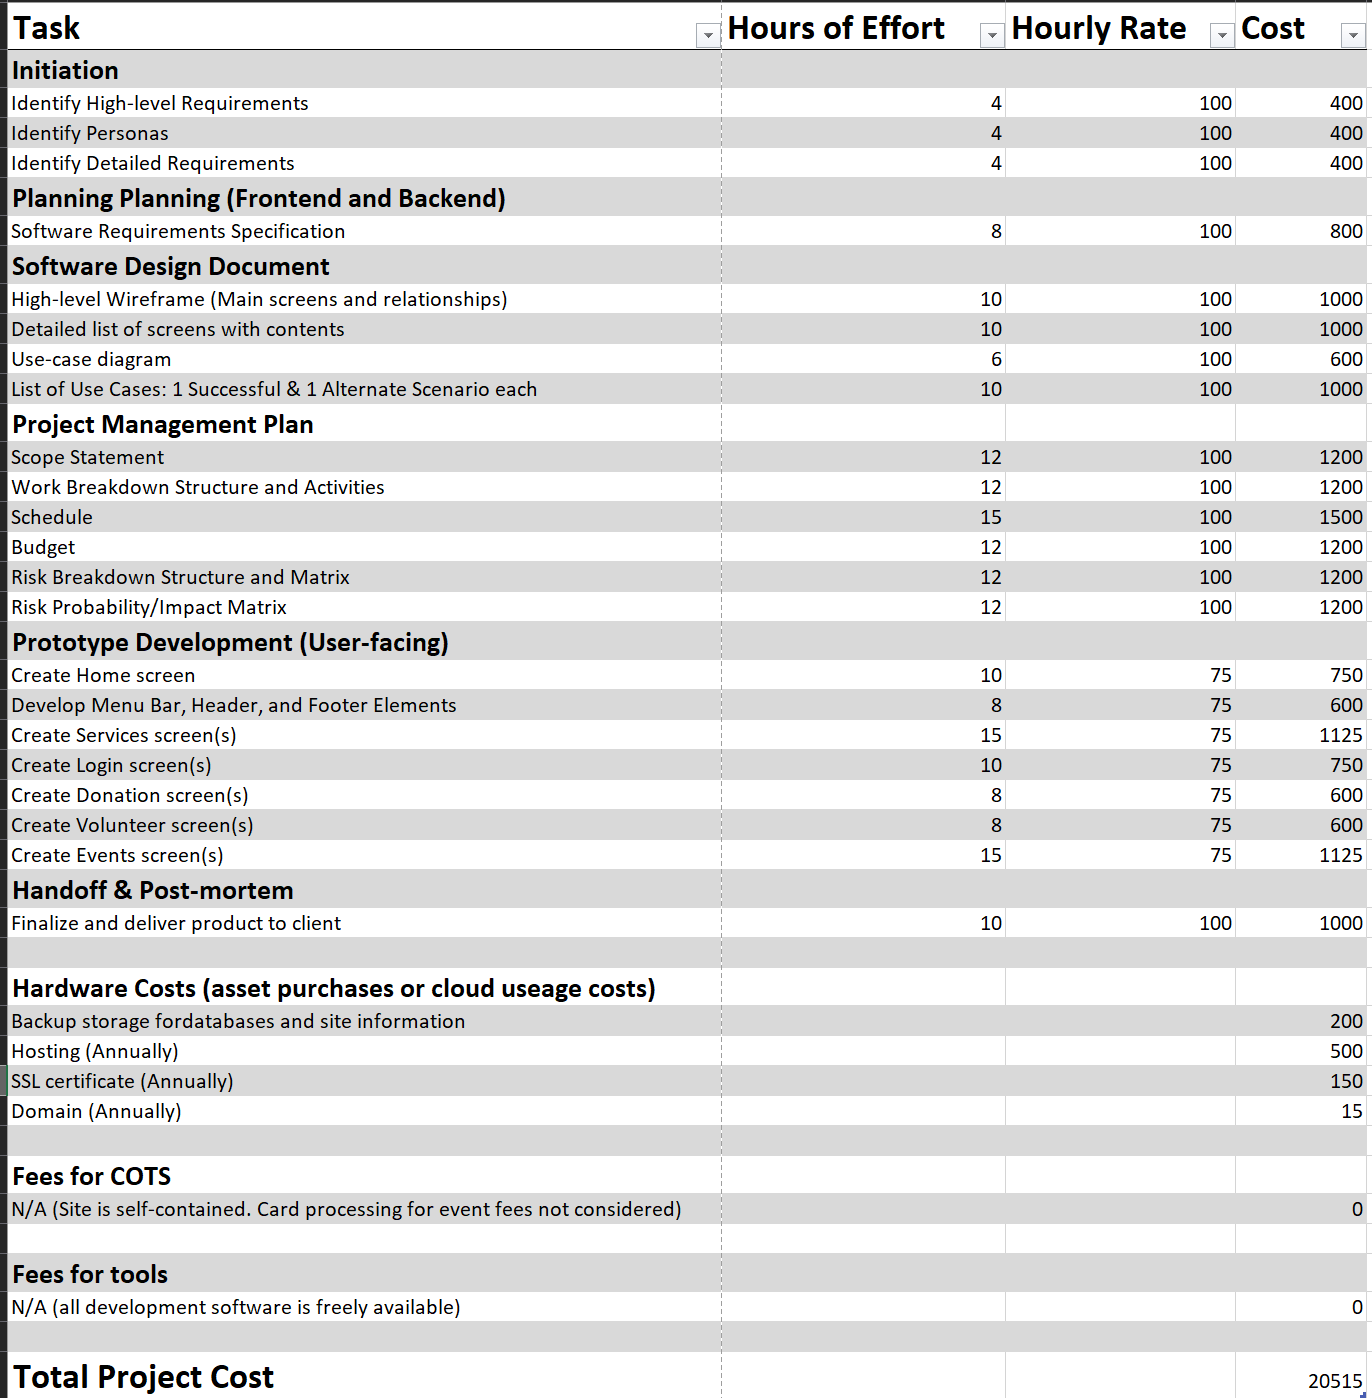 Task Hours of Effort Hourly Rate Cost
Initiation
Identify High-level Requirements 4 100 400
Identify Personas 4 100 400
Identify Detailed Requirements 4 100 400
Planning Planning (Frontend and Backend)
Software Requirements Specification 8 100 800
Software Design Document
High-level Wireframe (Main screens and relationships) 10 100 1000
Detailed list of screens with contents 10 100 1000
Use-case diagram 6 100 600
List of Use Cases: 1 Successful & 1 Alternate Scenario each 10 100 1000
Project Management Plan
Scope Statement 12 100 1200
Work Breakdown Structure and Activities 12 100 1200
Schedule 15 100 1500
Budget 12 100 1200
Risk Breakdown Structure and Matrix 12 100 1200
Risk Probability/Impact Matrix 12 100 1200
Prototype Development (User-facing)
Create Home screen 10 75 750
Develop Menu Bar, Header, and Footer Elements 8 75 600
Create Services screen(s) 15 75 1125
Create Login screen(s) 10 75 750
Create Donation screen(s) 8 75 600
Create Volunteer screen(s) 8 75 600
Create Events screen(s) 15 75 1125
Handoff & Post-mortem
Finalize and deliver product to client 10 100 1000
Hardware Costs (asset purchases or cloud useage costs)
Backup storage fordatabases and site information 200
Hosting (Annually) 500
SSL certificate (Annually) 150
Domain (Annually) 15
Fees for COTS
N/A (Site is self-contained. Card processing for event fees not considered) 0
Fees for tools
N/A (all development software is freely available) 0
Total Project Cost 20515